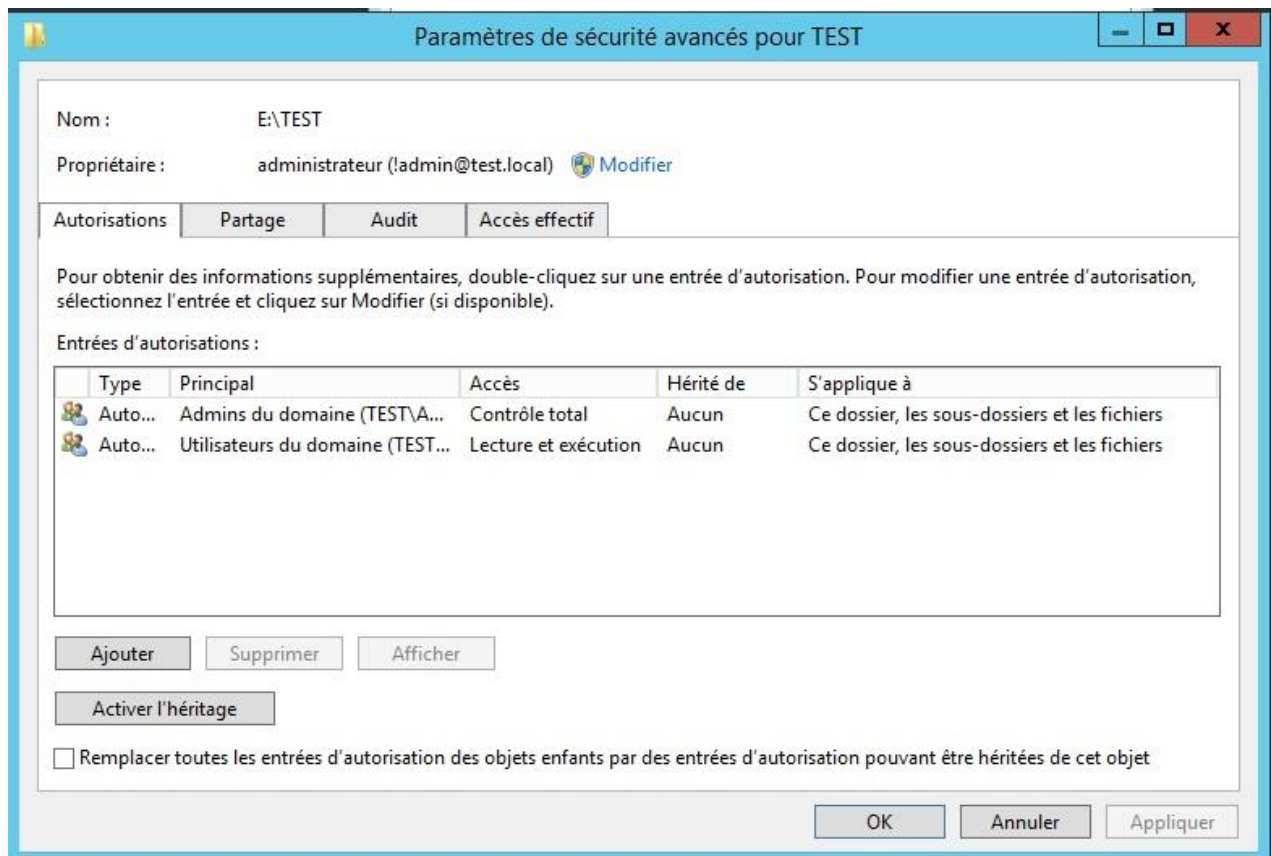 Paramètres de sécurité avancés pour TEST
Nom :
E:\TEST
Propriétaire :
administrateur (!admin@test.local)
Modifier
Autorisations
Partage
Audit
Accès effectif
Pour obtenir des informations supplémentaires, double-cliquez sur une entrée d'autorisation. Pour modifier une entrée d'autorisation,
sélectionnez l'entrée et cliquez sur Modifier (si disponible).
Entrées d'autorisations :
Type Principal Accès Hérité de S'applique à
Auto... Admins du domaine (TEST\A... Contrôle total Aucun Ce dossier, les sous-dossiers et les fichiers
Auto... Utilisateurs du domaine (TEST... Lecture et exécution Aucun Ce dossier, les sous-dossiers et les fichiers
Ajouter
Supprimer
Afficher
Activer l'héritage
Remplacer toutes les entrées d'autorisation des objets enfants par des entrées d'autorisation pouvant être héritées de cet objet
OK
Annuler
Appliquer